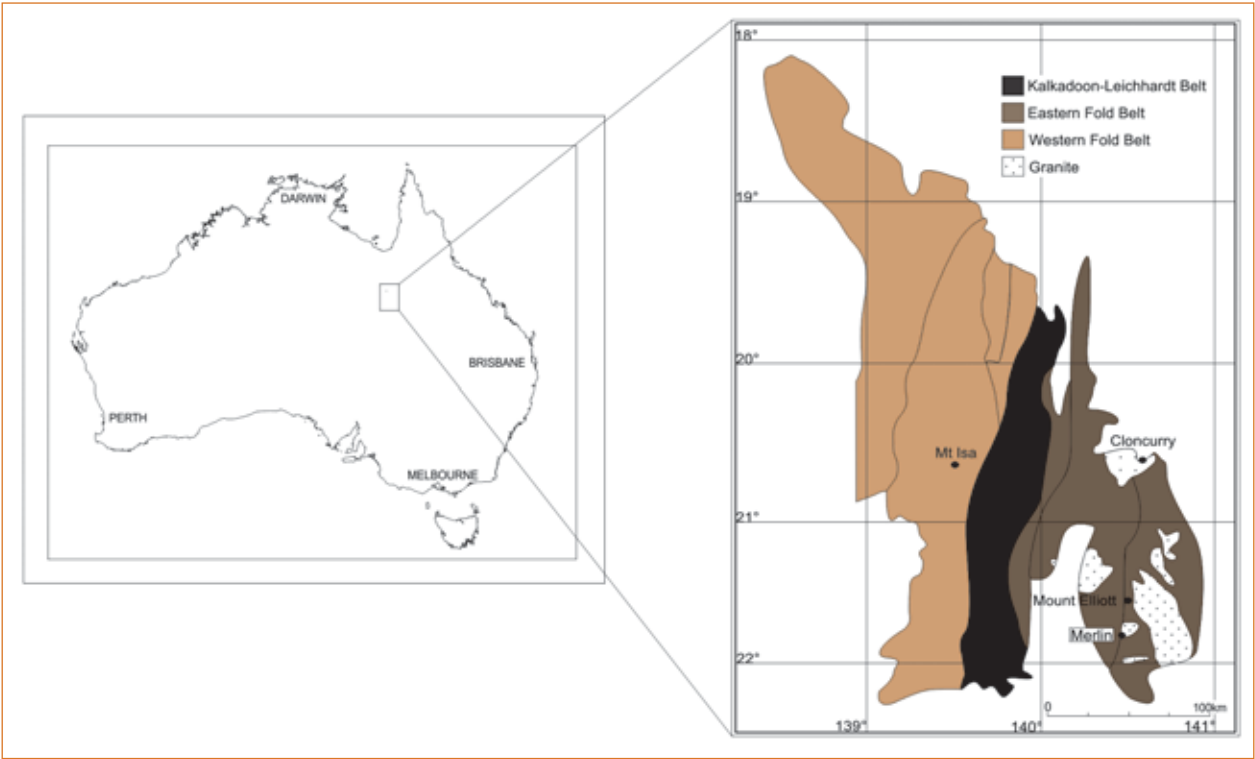 DARWIN
BRISBANE
PERTH
MELBOURNE
18°
19°
20°
21°
22°
Kalkadoon-Leichhardt Belt
Eastern Fold Belt
Western Fold Belt
Granite
Cloncurry
Mt Isa
Mount Elliott
Merlin
0 100km
139° 140° 141°